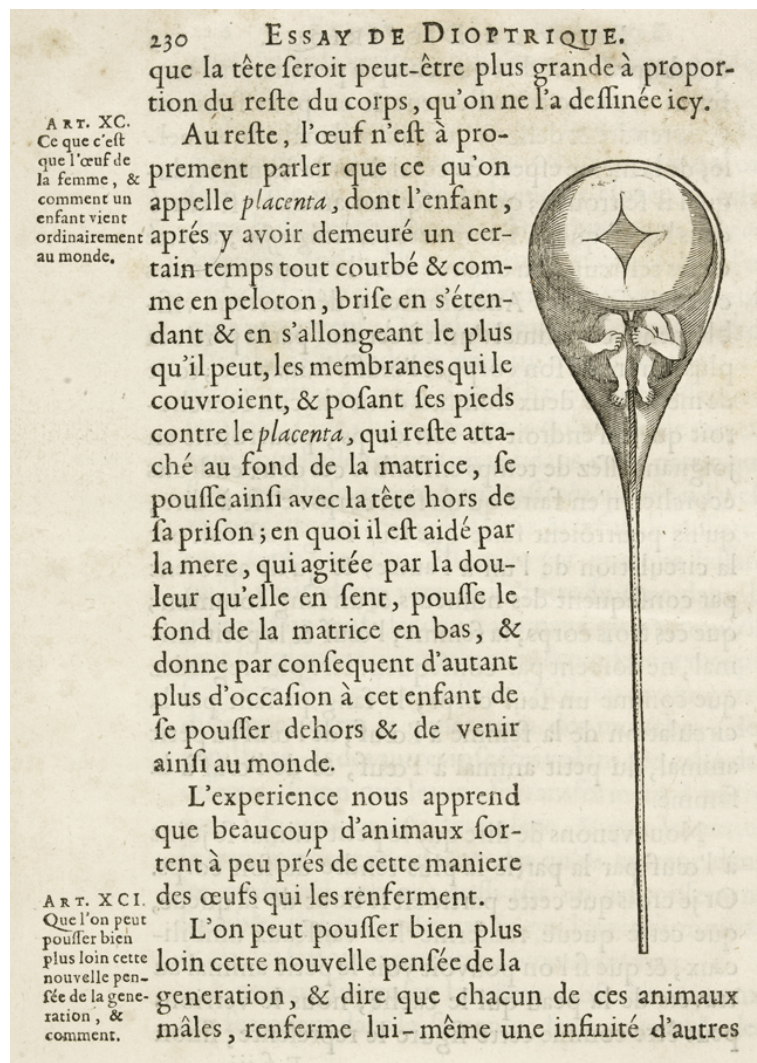 230 ESSAY DE DIOPTRIQUE.
que la tête ſeroit peut-être plus grande à propor-
tion du reſte du corps, qu'on ne l'a deſſinée icy.
ART. XC.
Ce que c'eſt
que l'œuf de
la femme, &
comment un
enfant vient
ordinairement
au monde.
Au reſte, l'œuf n'eſt à pro-
prement parler que ce qu'on
appelle placenta, dont l'enfant,
aprés y avoir demeuré un cer-
tain temps tout courbé & com-
me en peloton, briſe en s'éten-
dant & en s'allongeant le plus
qu'il peut, les membranes qui le
couvroient, & poſant ſes pieds
contre le placenta, qui reſte atta-
ché au fond de la matrice, ſe
pouſſe ainſi avec la tête hors de
ſa priſon; en quoi il eſt aidé par
la mere, qui agitée par la dou-
leur qu'elle en ſent, pouſſe le
fond de la matrice en bas, &
donne par conſequent d'autant
plus d'occaſion à cet enfant de
ſe pouſſer dehors & de venir
ainſi au monde.
L'experience nous apprend
que beaucoup d'animaux ſor-
tent à peu prés de cette maniere
des œufs qui les renferment.
ART. XCI.
Que l'on peut
pouſſer bien
plus loin cette
nouvelle pen-
ſée de la gene-
ration, &
comment.
L'on peut pouſſer bien plus
loin cette nouvelle penſée de la
generation, & dire que chacun de ces animaux
mâles, renferme lui-même une infinité d'autres